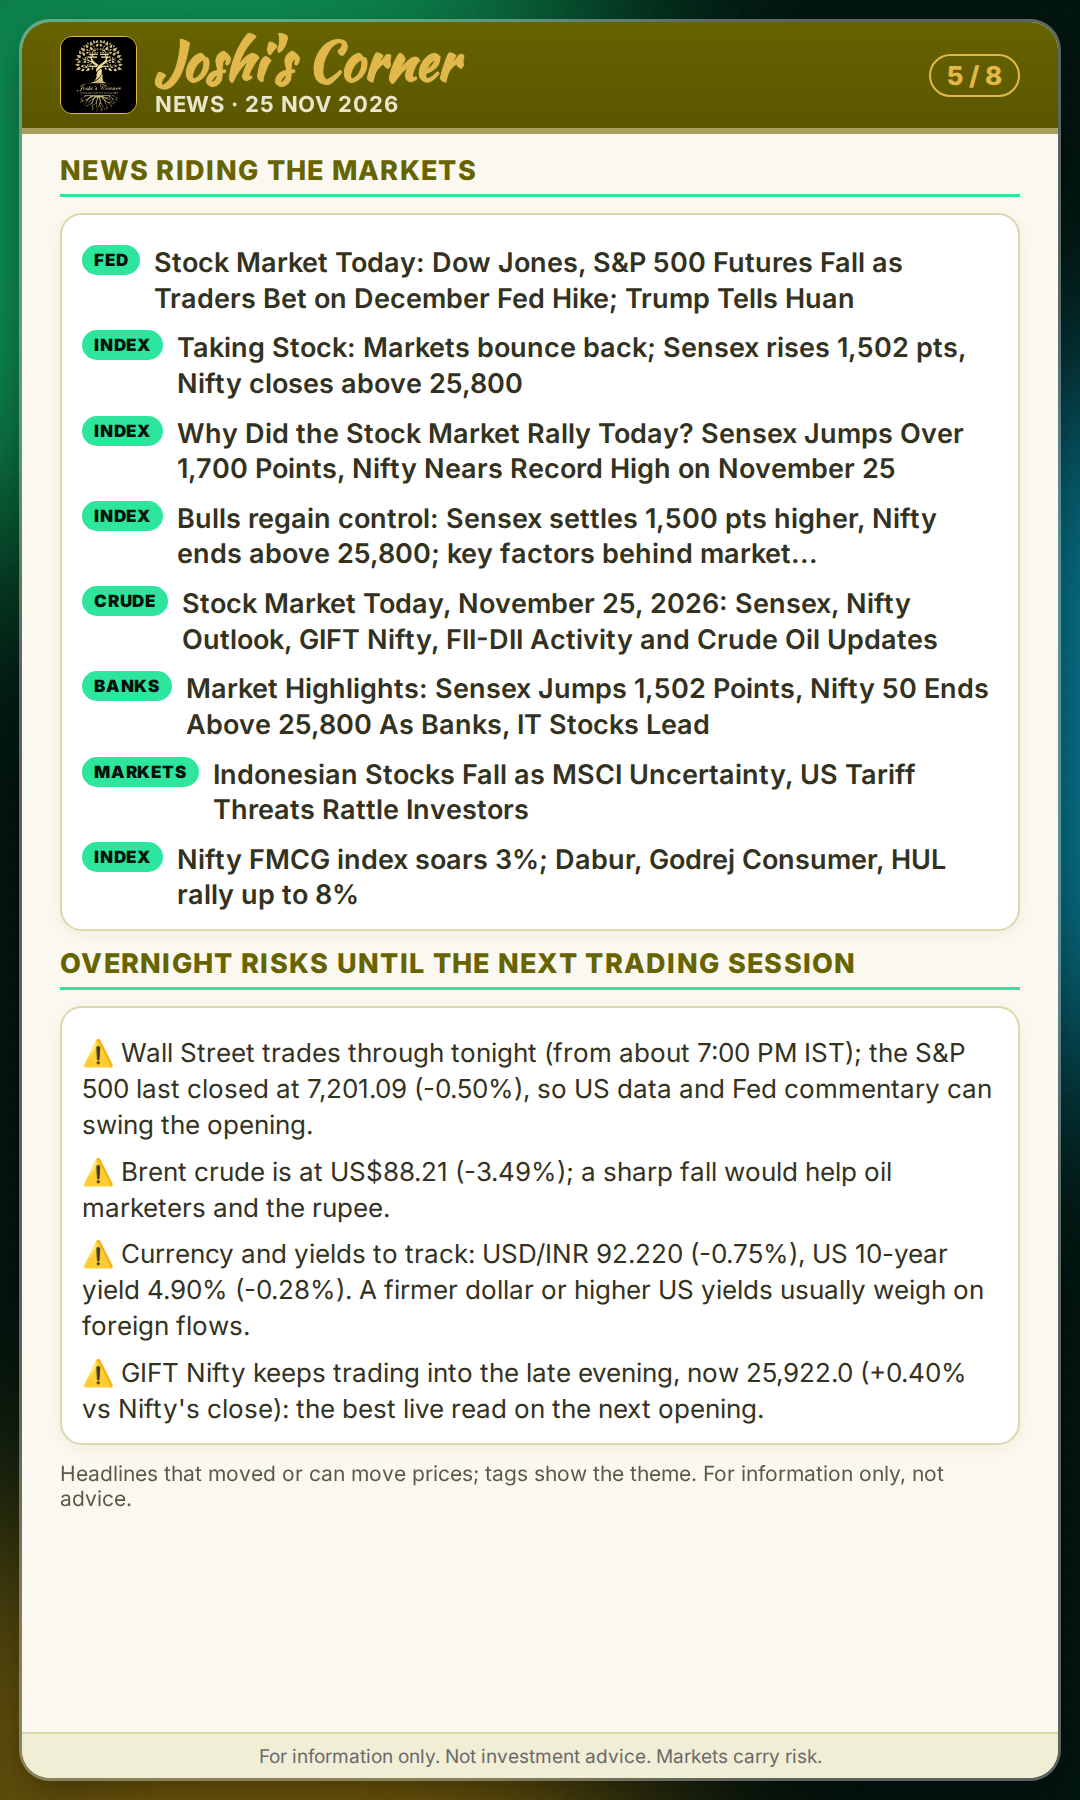 Joshi's Corner
Joshi's Corner
NEWS · 25 NOV 2026
5 / 8
NEWS RIDING THE MARKETS
FED
Stock Market Today: Dow Jones, S&P 500 Futures Fall as
Traders Bet on December Fed Hike; Trump Tells Huan
INDEX
Taking Stock: Markets bounce back; Sensex rises 1,502 pts,
Nifty closes above 25,800
INDEX
Why Did the Stock Market Rally Today? Sensex Jumps Over
1,700 Points, Nifty Nears Record High on November 25
INDEX
Bulls regain control: Sensex settles 1,500 pts higher, Nifty
ends above 25,800; key factors behind market...
CRUDE
Stock Market Today, November 25, 2026: Sensex, Nifty
Outlook, GIFT Nifty, FII-DII Activity and Crude Oil Updates
BANKS
Market Highlights: Sensex Jumps 1,502 Points, Nifty 50 Ends
Above 25,800 As Banks, IT Stocks Lead
MARKETS
Indonesian Stocks Fall as MSCI Uncertainty, US Tariff
Threats Rattle Investors
INDEX
Nifty FMCG index soars 3%; Dabur, Godrej Consumer, HUL
rally up to 8%
OVERNIGHT RISKS UNTIL THE NEXT TRADING SESSION
⚠️ Wall Street trades through tonight (from about 7:00 PM IST); the S&P
500 last closed at 7,201.09 (-0.50%), so US data and Fed commentary can
swing the opening.
⚠️ Brent crude is at US$88.21 (-3.49%); a sharp fall would help oil
marketers and the rupee.
⚠️ Currency and yields to track: USD/INR 92.220 (-0.75%), US 10-year
yield 4.90% (-0.28%). A firmer dollar or higher US yields usually weigh on
foreign flows.
⚠️ GIFT Nifty keeps trading into the late evening, now 25,922.0 (+0.40%
vs Nifty's close): the best live read on the next opening.
Headlines that moved or can move prices; tags show the theme. For information only, not
advice.
For information only. Not investment advice. Markets carry risk.